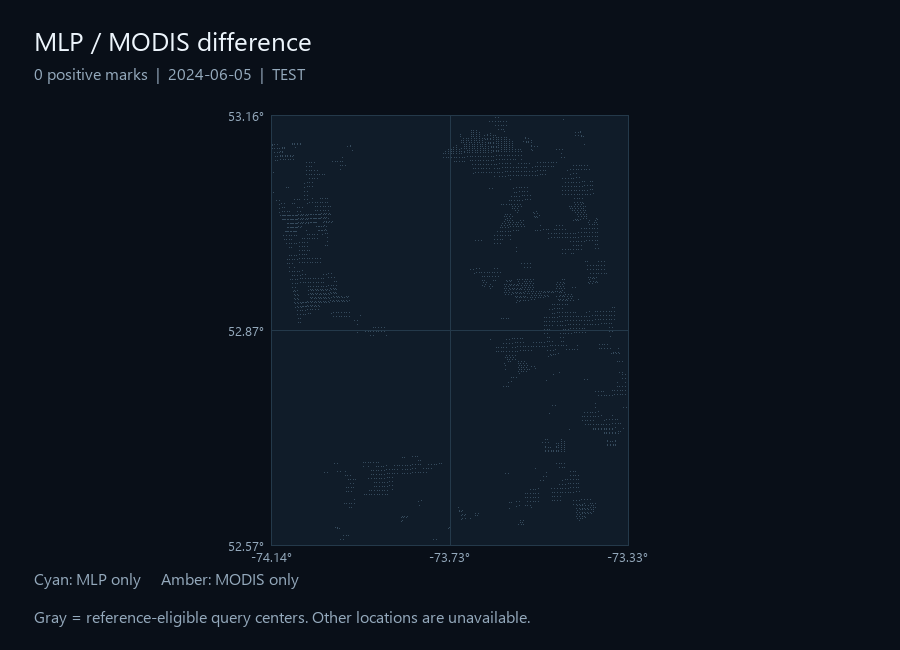 MLP / MODIS difference
0 positive marks | 2024-06-05 | TEST
53.16°
52.87°
52.57°
-74.14° -73.73° -73.33°
Cyan: MLP only Amber: MODIS only
Gray = reference-eligible query centers. Other locations are unavailable.